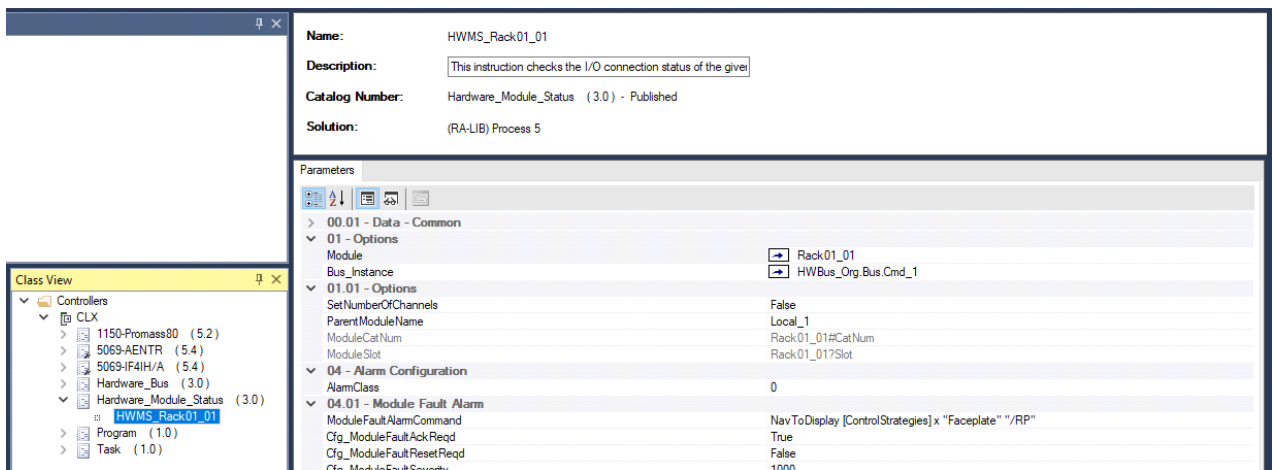 Name: HWMS_Rack01_01
Description: This instruction checks the I/O connection status of the given
Catalog Number: Hardware_Module_Status (3.0) - Published
Solution: (RA-LIB) Process 5
Parameters
00.01 - Data - Common
01 - Options
Module Rack01_01
Bus_Instance HWBus_Org.Bus.Cmd_1
01.01 - Options
SetNumberOfChannels False
ParentModuleName Local_1
ModuleCatNum Rack01_01#CatNum
ModuleSlot Rack01_01?Slot
04 - Alarm Configuration
AlarmClass 0
04.01 - Module Fault Alarm
ModuleFaultAlarmCommand NavToDisplay [ControlStrategies] x "Faceplate" "/RP"
Cfg_ModuleFaultAckReqd True
Cfg_ModuleFaultResetReqd False
Cfg_ModuleFaultSeverity 1000
Class View
Controllers
CLX
1150-Promass80 (5.2)
5069-AENTR (5.4)
5069-IF4IH/A (5.4)
Hardware_Bus (3.0)
Hardware_Module_Status (3.0)
HWMS_Rack01_01
Program (1.0)
Task (1.0)